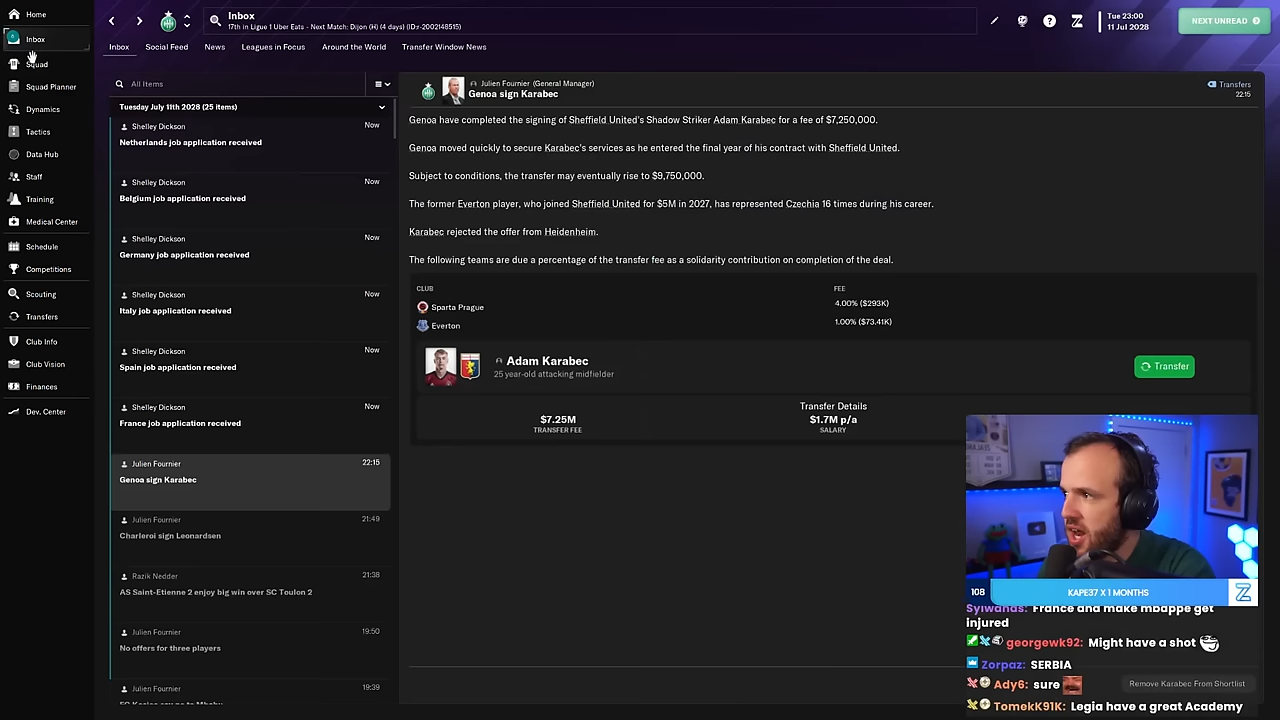 Home
Inbox
Squad
Squad Planner
Dynamics
Tactics
Data Hub
Staff
Training
Medical Center
Schedule
Competitions
Scouting
Transfers
Club Info
Club Vision
Finances
Dev. Center
Inbox
17th in Ligue 1 Uber Eats - Next Match: Dijon (H) (4 days) (ID:r-2002148515)
Tue 23:00
11 Jul 2028
NEXT UNREAD
Inbox
Social Feed
News
Leagues in Focus
Around the World
Transfer Window News
All Items
Tuesday July 11th 2028 (25 items)
Shelley Dickson Now
Netherlands job application received
Shelley Dickson Now
Belgium job application received
Shelley Dickson Now
Germany job application received
Shelley Dickson Now
Italy job application received
Shelley Dickson Now
Spain job application received
Shelley Dickson Now
France job application received
Julien Fournier 22:15
Genoa sign Karabec
Julien Fournier 21:49
Charleroi sign Leonardsen
Razik Nedder 21:38
AS Saint-Etienne 2 enjoy big win over SC Toulon 2
Julien Fournier 19:50
No offers for three players
Julien Fournier 19:39
Julien Fournier (General Manager)
Genoa sign Karabec
Transfers
22:15
Genoa have completed the signing of Sheffield United's Shadow Striker Adam Karabec for a fee of $7,250,000.
Genoa moved quickly to secure Karabec's services as he entered the final year of his contract with Sheffield United.
Subject to conditions, the transfer may eventually rise to $9,750,000.
The former Everton player, who joined Sheffield United for $5M in 2027, has represented Czechia 16 times during his career.
Karabec rejected the offer from Heidenheim.
The following teams are due a percentage of the transfer fee as a solidarity contribution on completion of the deal.
CLUB FEE
Sparta Prague 4.00% ($293K)
Everton 1.00% ($73.41K)
Adam Karabec
25 year-old attacking midfielder
Transfer
Transfer Details
$7.25M
TRANSFER FEE
$1.7M p/a
SALARY
108 KAPE37 X 1 MONTHS Z
Sylwands: France and make mbappe get
injured
georgewk92: Might have a shot
Zorpaz: SERBIA
Ady6: sure
TomekK91K: Legia have a great Academy
Remove Karabec From Shortlist